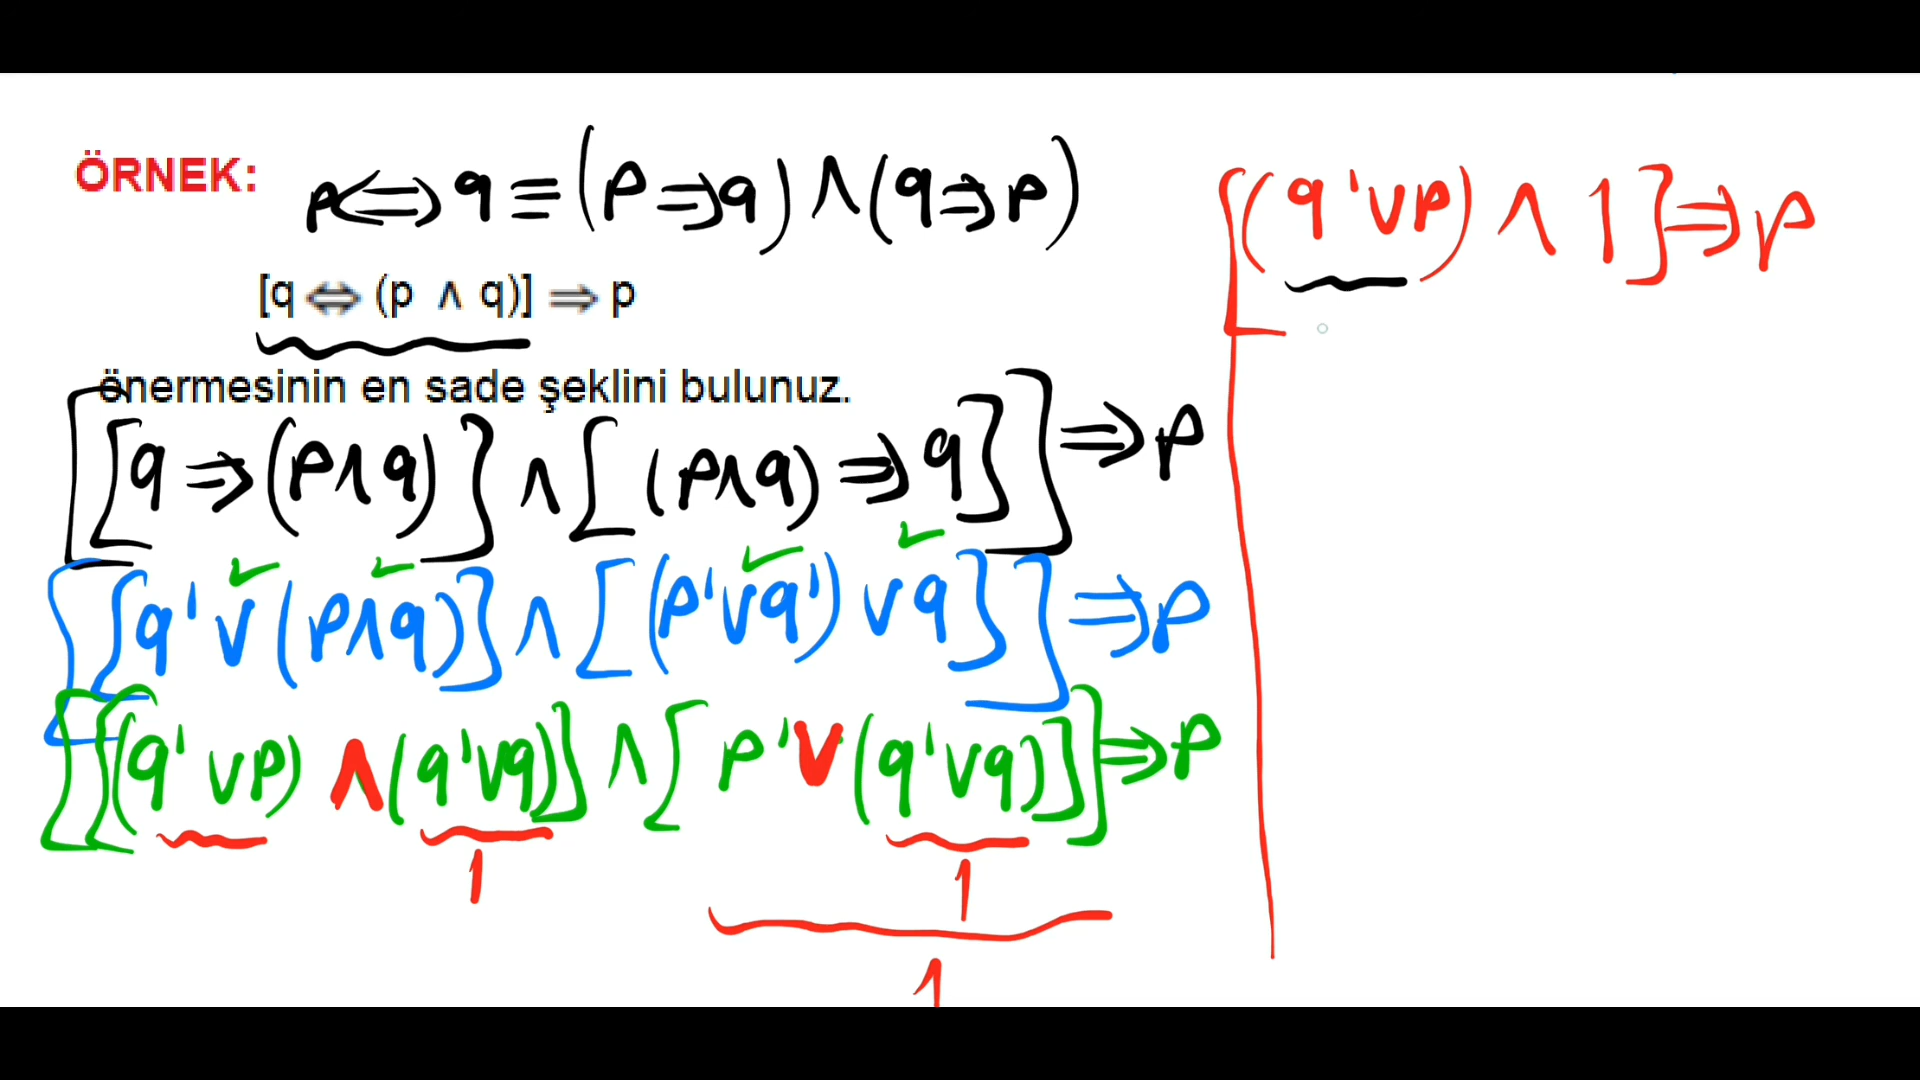 ÖRNEK: p⇔q≡(p⇒q)∧(q⇒p)
[q ⇔ (p ∧ q)] ⇒ p
önermesinin en sade şeklini bulunuz.
[[q⇒(p∧q)]∧[(p∧q)⇒q]]⇒p
[[q'∨(p∧q)]∧[(p'∨q')∨q]]⇒p
[[(q'∨p)∧(q'∨q)]∧[p'∨(q'∨q)]]⇒p
1 1
1
[(q'∨p)∧1]⇒p